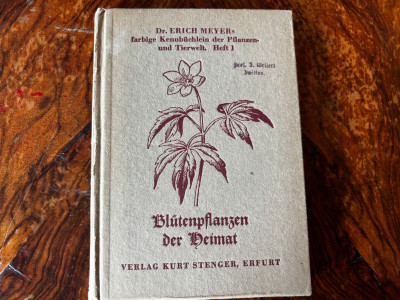 Dr. ERICH MEYERs
farbige Kennbüchlein der Pflanzen-
und Tierwelt. Heft 1
Blütenpflanzen
der Heimat
VERLAG KURT STENGER, ERFURT